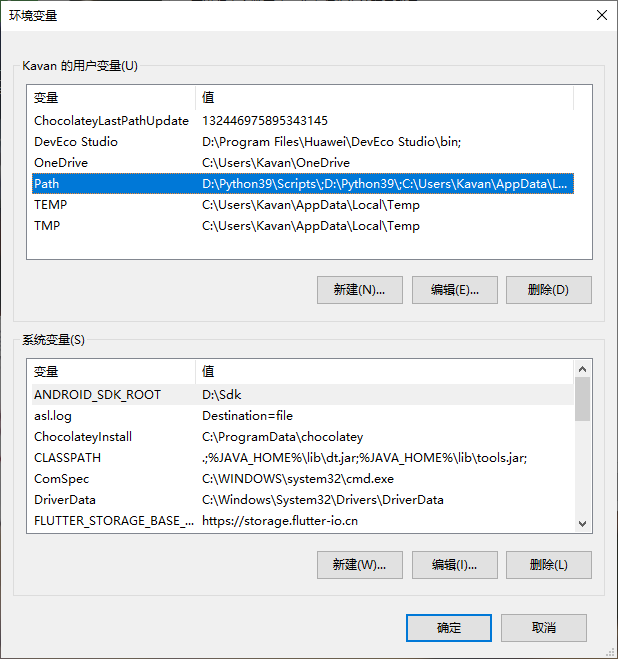 环境变量
Kavan 的用户变量(U)
变量 值
ChocolateyLastPathUpdate 132446975895343145
DevEco Studio D:\Program Files\Huawei\DevEco Studio\bin;
OneDrive C:\Users\Kavan\OneDrive
Path D:\Python39\Scripts\;D:\Python39\;C:\Users\Kavan\AppData\L...
TEMP C:\Users\Kavan\AppData\Local\Temp
TMP C:\Users\Kavan\AppData\Local\Temp
新建(N)... 编辑(E)... 删除(D)
系统变量(S)
变量 值
ANDROID_SDK_ROOT D:\Sdk
asl.log Destination=file
ChocolateyInstall C:\ProgramData\chocolatey
CLASSPATH .;%JAVA_HOME%\lib\dt.jar;%JAVA_HOME%\lib\tools.jar;
ComSpec C:\WINDOWS\system32\cmd.exe
DriverData C:\Windows\System32\Drivers\DriverData
FLUTTER_STORAGE_BASE_... https://storage.flutter-io.cn
新建(W)... 编辑(I)... 删除(L)
确定 取消